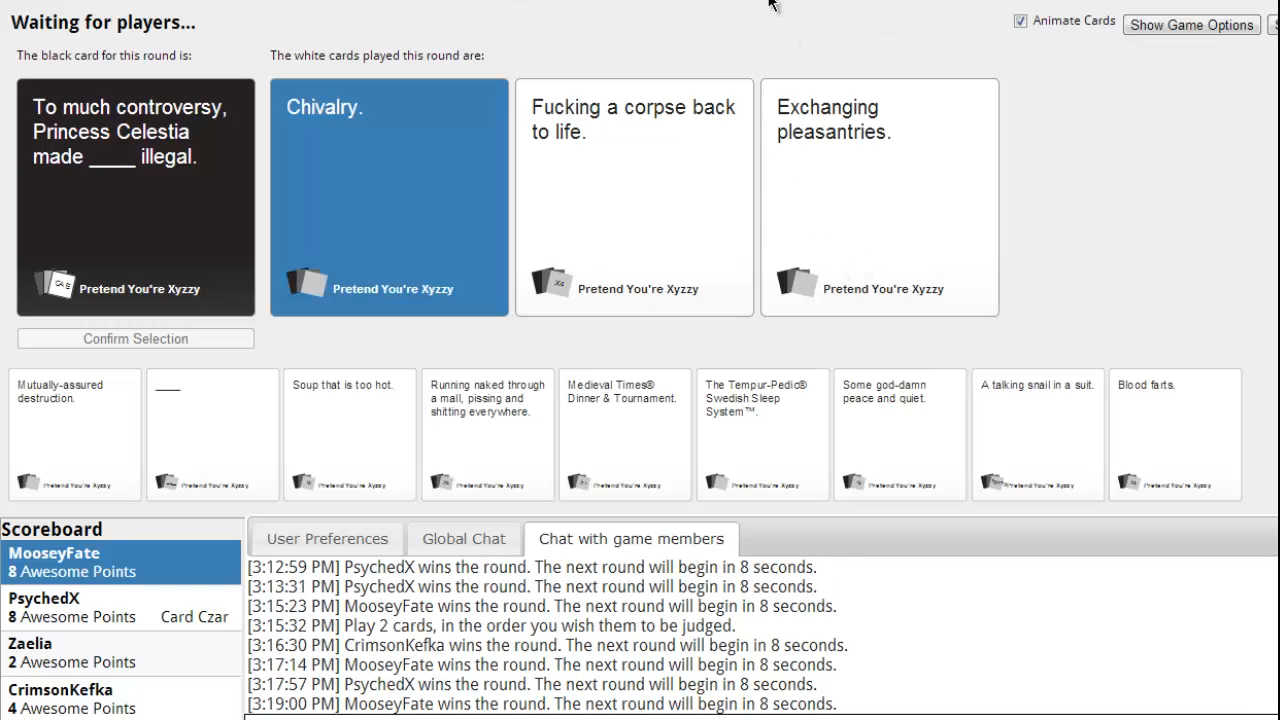 Waiting for players...
Animate Cards
Show Game Options
The black card for this round is:
The white cards played this round are:
To much controversy,
Princess Celestia
made ____ illegal.
Pretend You're Xyzzy
Chivalry.
Pretend You're Xyzzy
Fucking a corpse back
to life.
X4
Pretend You're Xyzzy
Exchanging
pleasantries.
Pretend You're Xyzzy
Confirm Selection
Mutually-assured
destruction.
Pretend You're Xyzzy
____
Pretend You're Xyzzy
Soup that is too hot.
Pretend You're Xyzzy
Running naked through
a mall, pissing and
shitting everywhere.
Pretend You're Xyzzy
Medieval Times®
Dinner & Tournament.
Pretend You're Xyzzy
The Tempur-Pedic®
Swedish Sleep
System™.
Pretend You're Xyzzy
Some god-damn
peace and quiet.
Pretend You're Xyzzy
A talking snail in a suit.
Pretend You're Xyzzy
Blood farts.
Pretend You're Xyzzy
Scoreboard
MooseyFate
8 Awesome Points
PsychedX
8 Awesome Points Card Czar
Zaelia
2 Awesome Points
CrimsonKefka
4 Awesome Points
User Preferences
Global Chat
Chat with game members
[3:12:59 PM] PsychedX wins the round. The next round will begin in 8 seconds.
[3:13:31 PM] PsychedX wins the round. The next round will begin in 8 seconds.
[3:15:23 PM] MooseyFate wins the round. The next round will begin in 8 seconds.
[3:15:32 PM] Play 2 cards, in the order you wish them to be judged.
[3:16:30 PM] CrimsonKefka wins the round. The next round will begin in 8 seconds.
[3:17:14 PM] MooseyFate wins the round. The next round will begin in 8 seconds.
[3:17:57 PM] PsychedX wins the round. The next round will begin in 8 seconds.
[3:19:00 PM] MooseyFate wins the round. The next round will begin in 8 seconds.